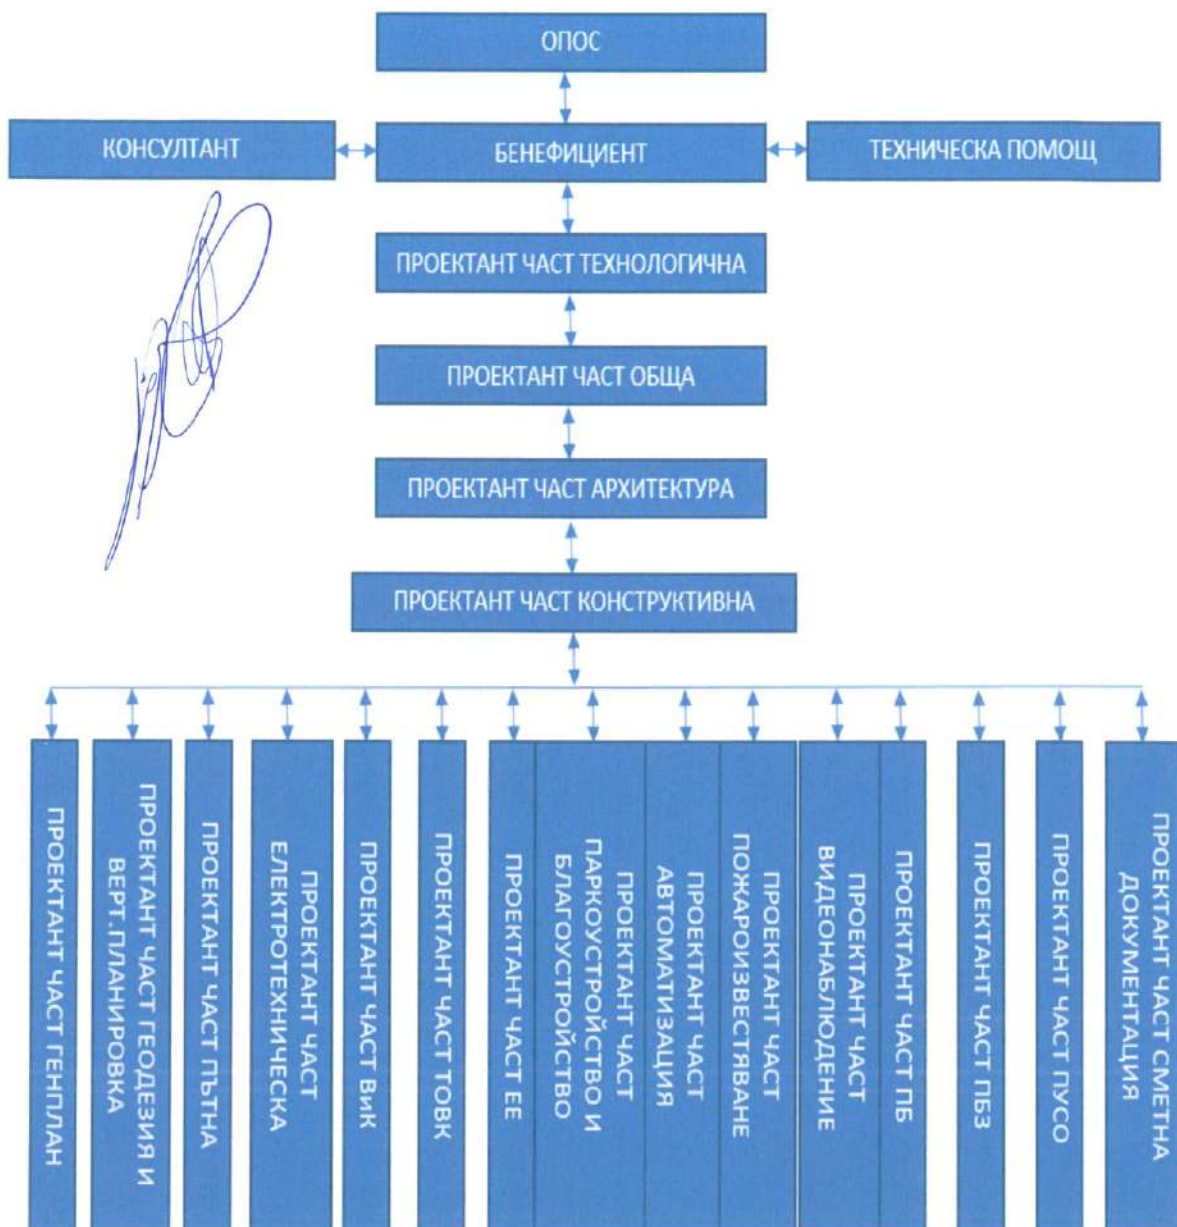 ОПОС
КОНСУЛТАНТ
БЕНЕФИЦИЕНТ
ТЕХНИЧЕСКА ПОМОЩ
ПРОЕКТАНТ ЧАСТ ТЕХНОЛОГИЧНА
ПРОЕКТАНТ ЧАСТ ОБЩА
ПРОЕКТАНТ ЧАСТ АРХИТЕКТУРА
ПРОЕКТАНТ ЧАСТ КОНСТРУКТИВНА
ПРОЕКТАНТ ЧАСТ ГЕНПЛАН
ПРОЕКТАНТ ЧАСТ ГЕОДЕЗИЯ И
ВЕРТ.ПЛАНИРОВКА
ПРОЕКТАНТ ЧАСТ ПЪТНА
ПРОЕКТАНТ ЧАСТ
ЕЛЕКТРОТЕХНИЧЕСКА
ПРОЕКТАНТ ЧАСТ ВиК
ПРОЕКТАНТ ЧАСТ ТОВК
ПРОЕКТАНТ ЧАСТ ЕЕ
ПРОЕКТАНТ ЧАСТ
ПАРКОУСТРОЙСТВО И
БЛАГОУСТРОЙСТВО
ПРОЕКТАНТ ЧАСТ
АВТОМАТИЗАЦИЯ
ПРОЕКТАНТ ЧАСТ
ПОЖАРОИЗВЕСТЯВАНЕ
ПРОЕКТАНТ ЧАСТ
ВИДЕОНАБЛЮДЕНИЕ
ПРОЕКТАНТ ЧАСТ ПБ
ПРОЕКТАНТ ЧАСТ ПБЗ
ПРОЕКТАНТ ЧАСТ ПУСО
ПРОЕКТАНТ ЧАСТ СМЕТНА
ДОКУМЕНТАЦИЯ